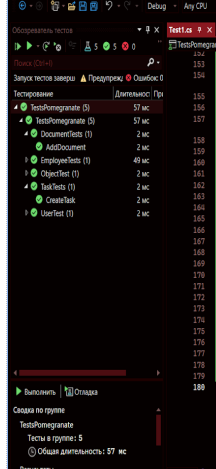 Debug Any CPU
Обозреватель тестов
Test1.cs
5 5 0
TestsPomegran
Поиск (Ctrl+I)
Запуск тестов заверш Предупрежд Ошибок: 0
Тестирование Длительност При
TestsPomegranate (5) 57 мс
TestsPomegranate (5) 57 мс
DocumentTests (1) 2 мс
AddDocument 2 мс
EmployeeTests (1) 49 мс
ObjectTest (1) 2 мс
TaskTests (1) 2 мс
CreateTask 2 мс
UserTest (1) 2 мс
152
153
154
155
156
157
158
159
160
161
162
163
164
165
166
167
168
169
170
171
172
173
174
175
176
177
178
179
180
Выполнить Отладка
Сводка по группе
TestsPomegranate
Тесты в группе: 5
Общая длительность: 57 мс